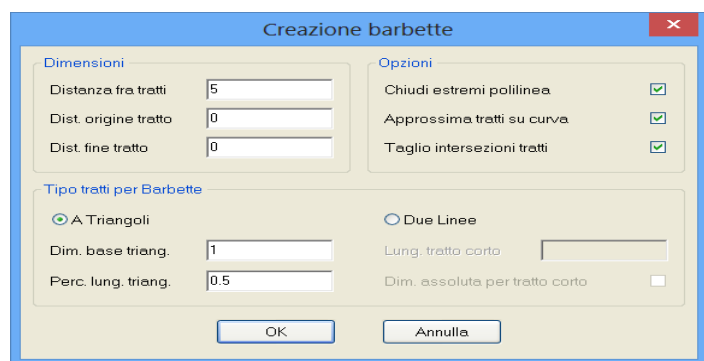 Creazione barbette
Dimensioni
Distanza fra tratti 5
Dist. origine tratto 0
Dist. fine tratto 0
Opzioni
Chiudi estremi polilinea
Approssima tratti su curva
Taglio intersezioni tratti
Tipo tratti per Barbette
A Triangoli
Dim. base triang. 1
Perc. lung. triang. 0.5
Due Linee
Lung. tratto corto
Dim. assoluta per tratto corto
OK
Annulla